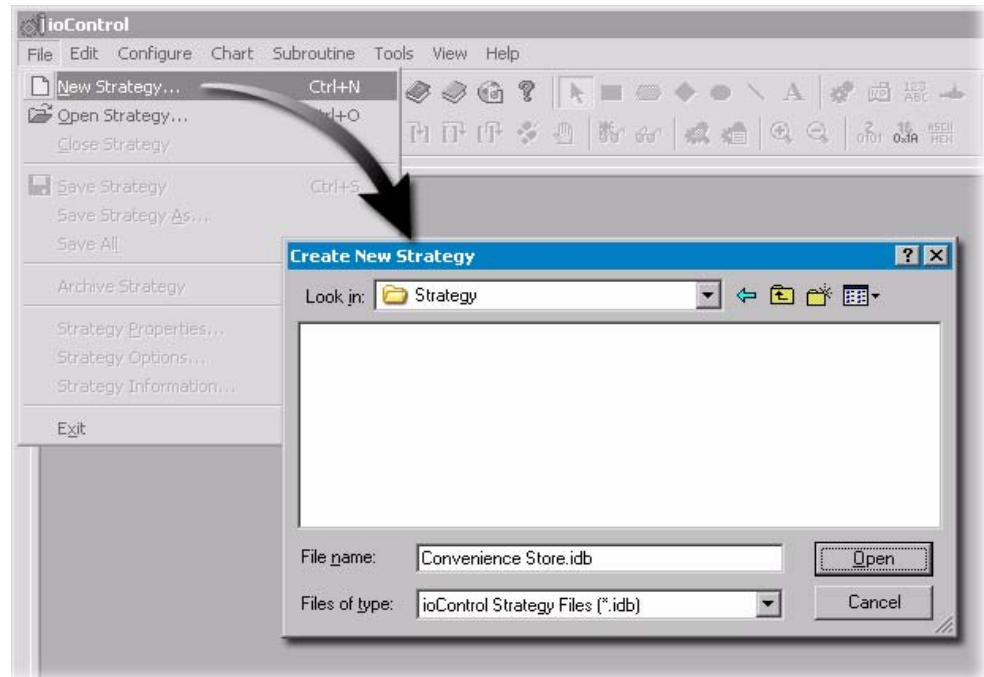 ioControl
File Edit Configure Chart Subroutine Tools View Help
New Strategy... Ctrl+N
Open Strategy... Ctrl+O
Close Strategy
Save Strategy Ctrl+S
Save Strategy As...
Save All
Archive Strategy
Strategy Properties...
Strategy Options...
Strategy Information...
Exit
Create New Strategy
Look in: Strategy
File name: Convenience Store.idb Open
Files of type: ioControl Strategy Files (*.idb) Cancel